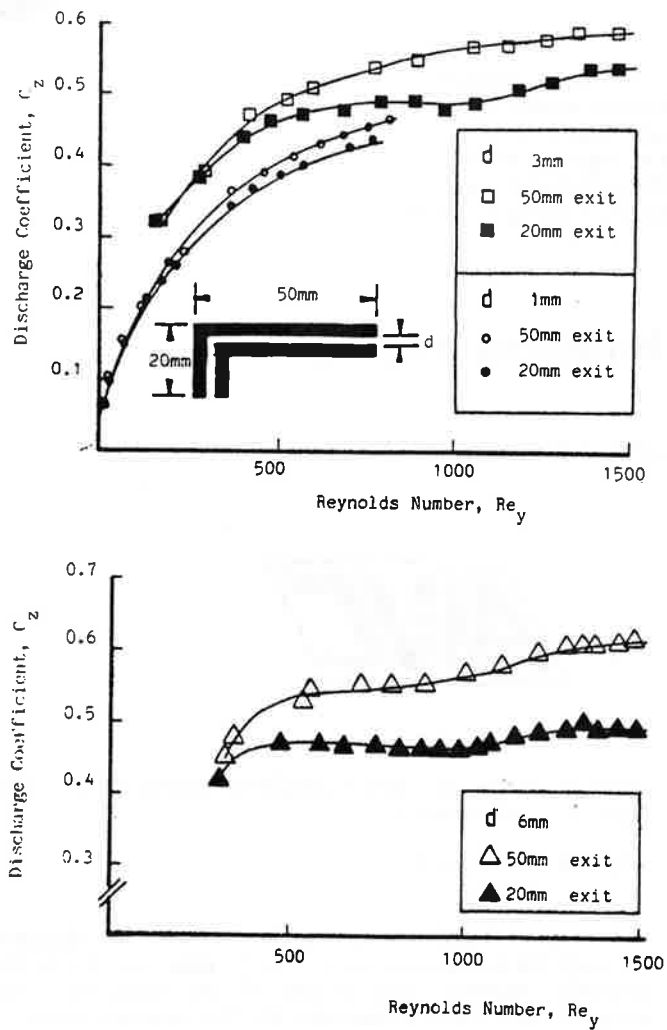 0.6
0.5
0.4
0.3
0.2
0.1
Discharge Coefficient, C_z
d 3mm
50mm exit
20mm exit
d 1mm
50mm exit
20mm exit
50mm
20mm
d
500
1000
1500
Reynolds Number, Re_y
0.7
0.6
0.5
0.4
0.3
Discharge Coefficient, C_z
d 6mm
50mm exit
20mm exit
500
1000
1500
Reynolds Number, Re_y